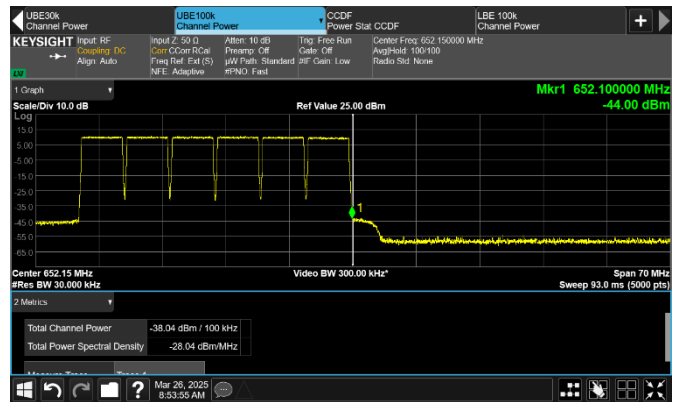 UBE30k
Channel Power
UBE100k
Channel Power
CCDF
Power Stat CCDF
LBE 100k
Channel Power
KEYSIGHT
Input: RF
Coupling: DC
Align: Auto
Input Z: 50 Ω
Corr CCorr RCal
Freq Ref: Ext (S)
NFE: Adaptive
Atten: 10 dB
Preamp: Off
µW Path: Standard
#PNO: Fast
Trig: Free Run
Gate: Off
#IF Gain: Low
Center Freq: 652.150000 MHz
Avg|Hold: 100/100
Radio Std: None
LXI
1 Graph
Mkr1 652.100000 MHz
Scale/Div 10.0 dB
Ref Value 25.00 dBm
-44.00 dBm
Log
15.0
5.00
-5.00
-15.0
-25.0
-35.0
-45.0
-55.0
-65.0
1
Center 652.15 MHz
Video BW 300.00 kHz*
Span 70 MHz
#Res BW 30.000 kHz
Sweep 93.0 ms (5000 pts)
2 Metrics
Total Channel Power
-38.04 dBm / 100 kHz
Total Power Spectral Density
-28.04 dBm/MHz
Measure Trace
Trace 1
Mar 26, 2025
8:53:55 AM